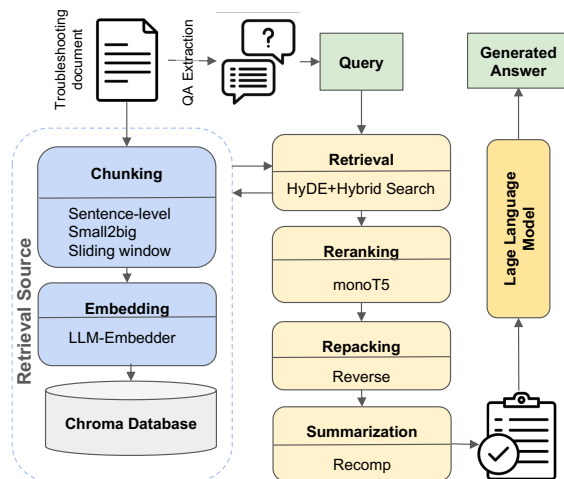 Troubleshooting
document
QA Extraction
?
Query
Generated
Answer
Retrieval Source
Chunking
Sentence-level
Small2big
Sliding window
Embedding
LLM-Embedder
Chroma Database
Retrieval
HyDE+Hybrid Search
Reranking
monoT5
Repacking
Reverse
Summarization
Recomp
Lage Language
Model